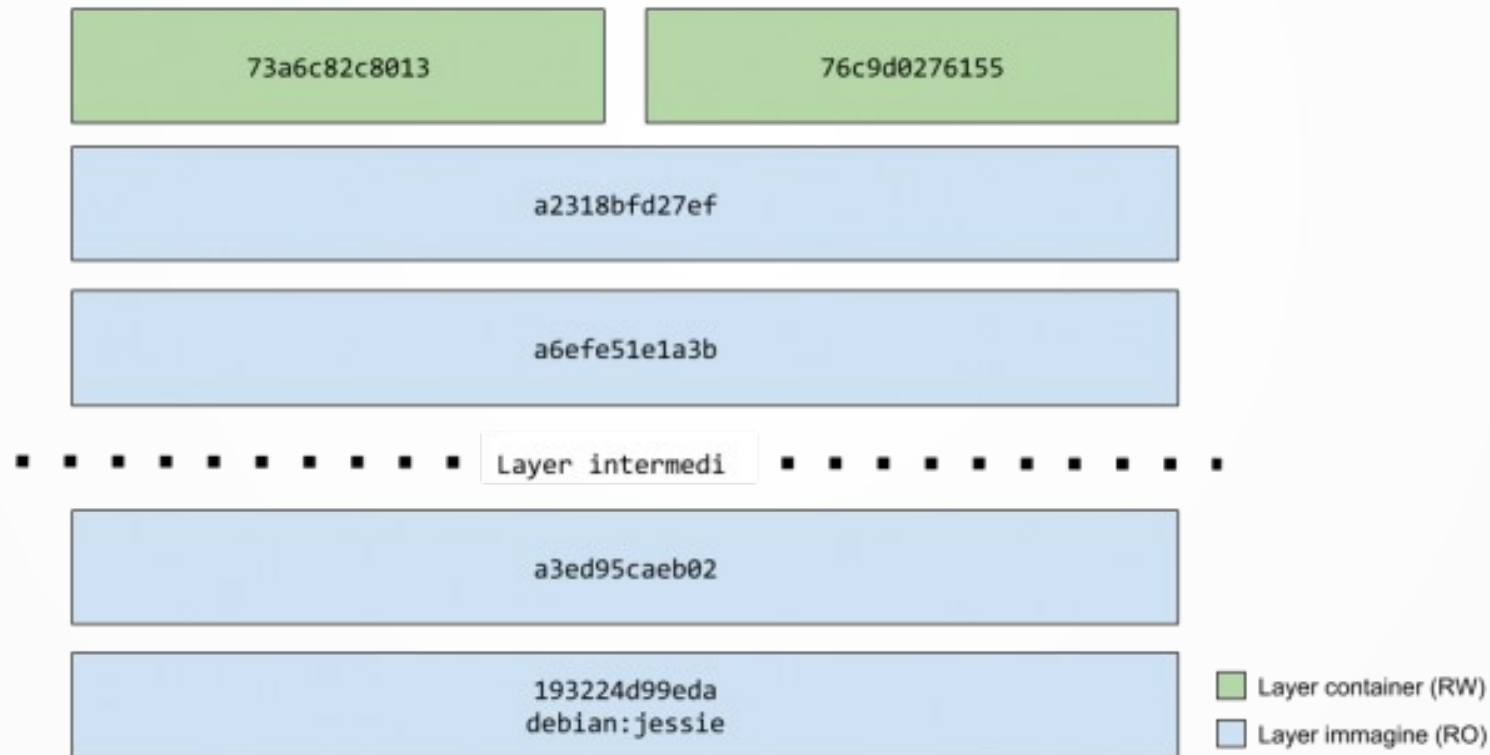 73a6c82c8013
76c9d0276155
a2318bfd27ef
a6efe51e1a3b
Layer intermedi
a3ed95caeb02
193224d99eda
debian:jessie
Layer container (RW)
Layer immagine (RO)